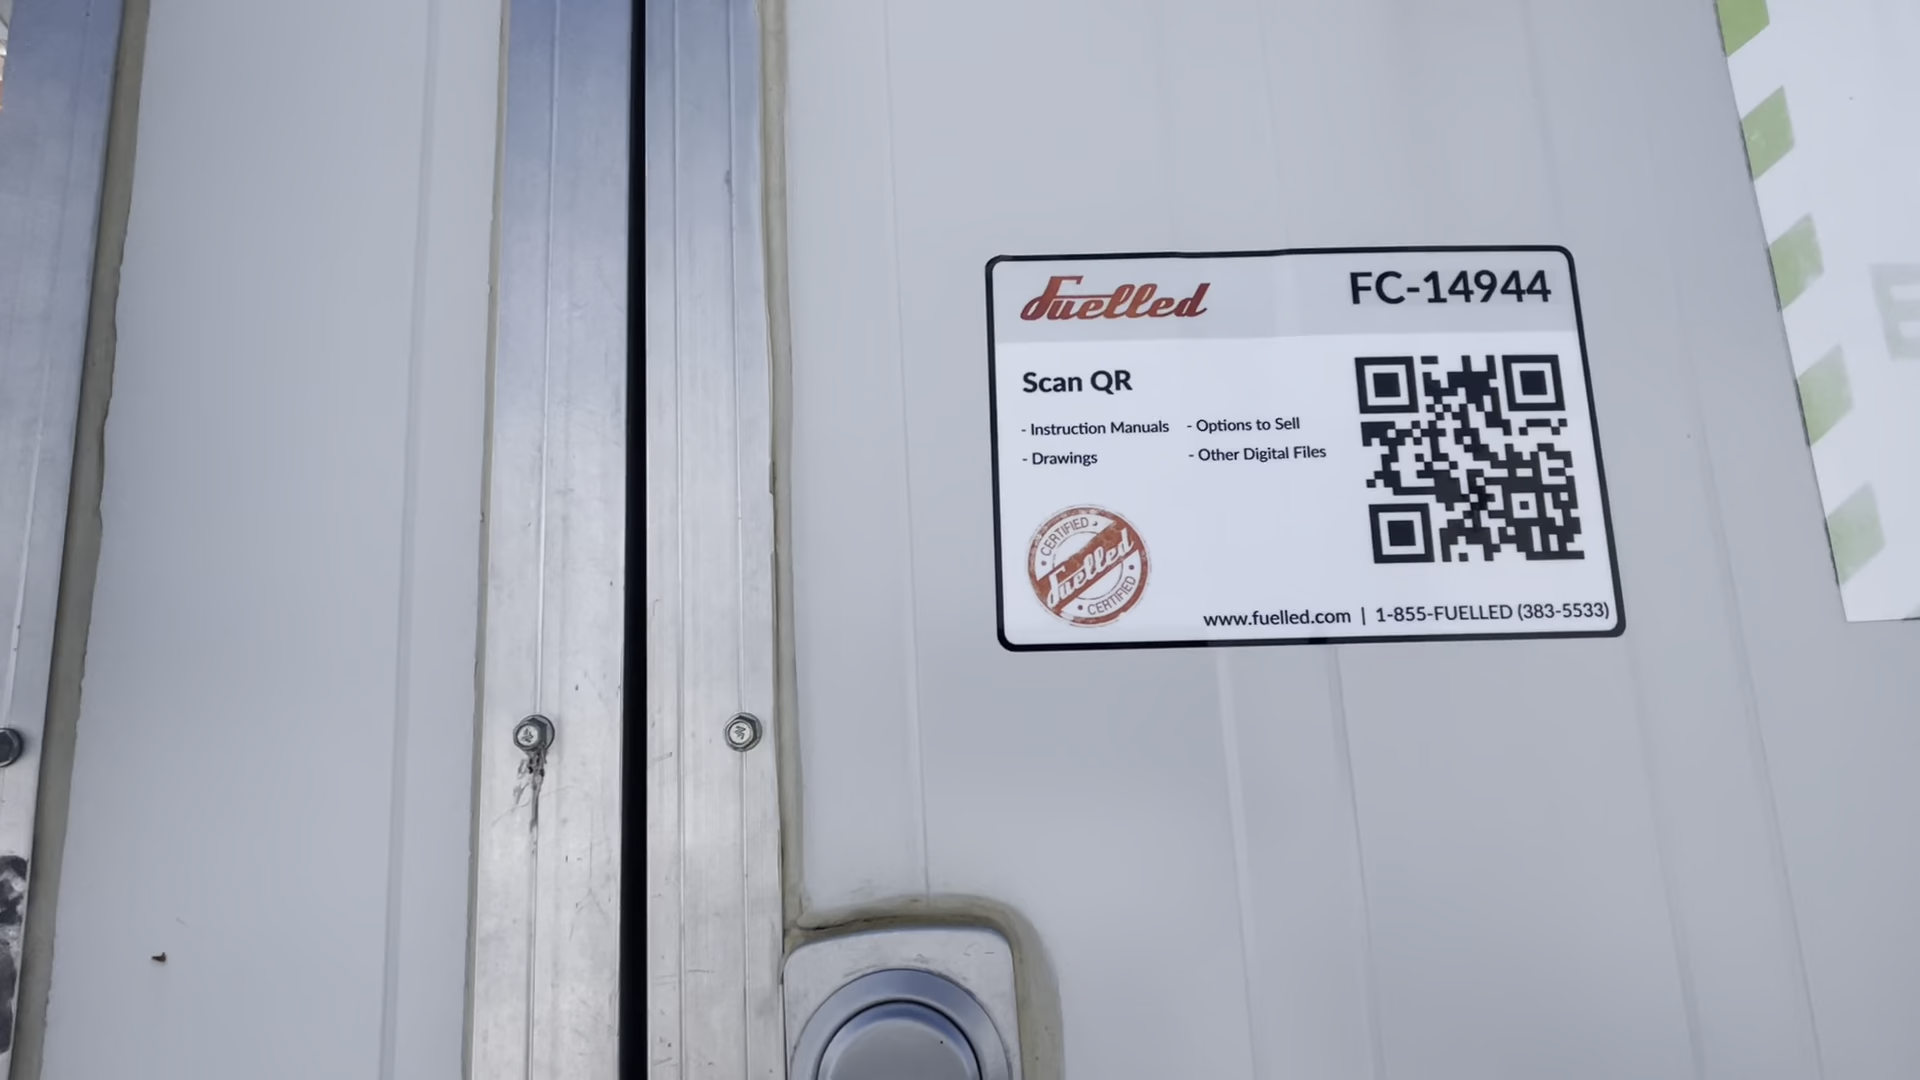 Fuelled
FC-14944
Scan QR
- Instruction Manuals
- Options to Sell
- Drawings
- Other Digital Files
CERTIFIED
Fuelled
CERTIFIED
www.fuelled.com | 1-855-FUELLED (383-5533)